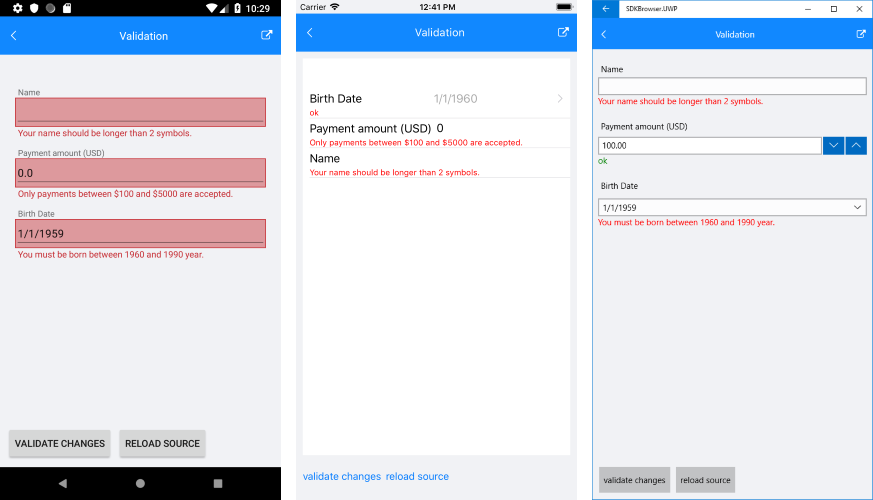 10:29
Validation
Name
Your name should be longer than 2 symbols.
Payment amount (USD)
0.0
Only payments between $100 and $5000 are accepted.
Birth Date
1/1/1959
You must be born between 1960 and 1990 year.
VALIDATE CHANGES RELOAD SOURCE
Carrier 12:41 PM
Validation
Birth Date 1/1/1960
ok
Payment amount (USD) 0
Only payments between $100 and $5000 are accepted.
Name
Your name should be longer than 2 symbols.
validate changes reload source
SDKBrowser.UWP
Validation
Name
Your name should be longer than 2 symbols.
Payment amount (USD)
100.00
ok
Birth Date
1/1/1959
You must be born between 1960 and 1990 year.
validate changes reload source